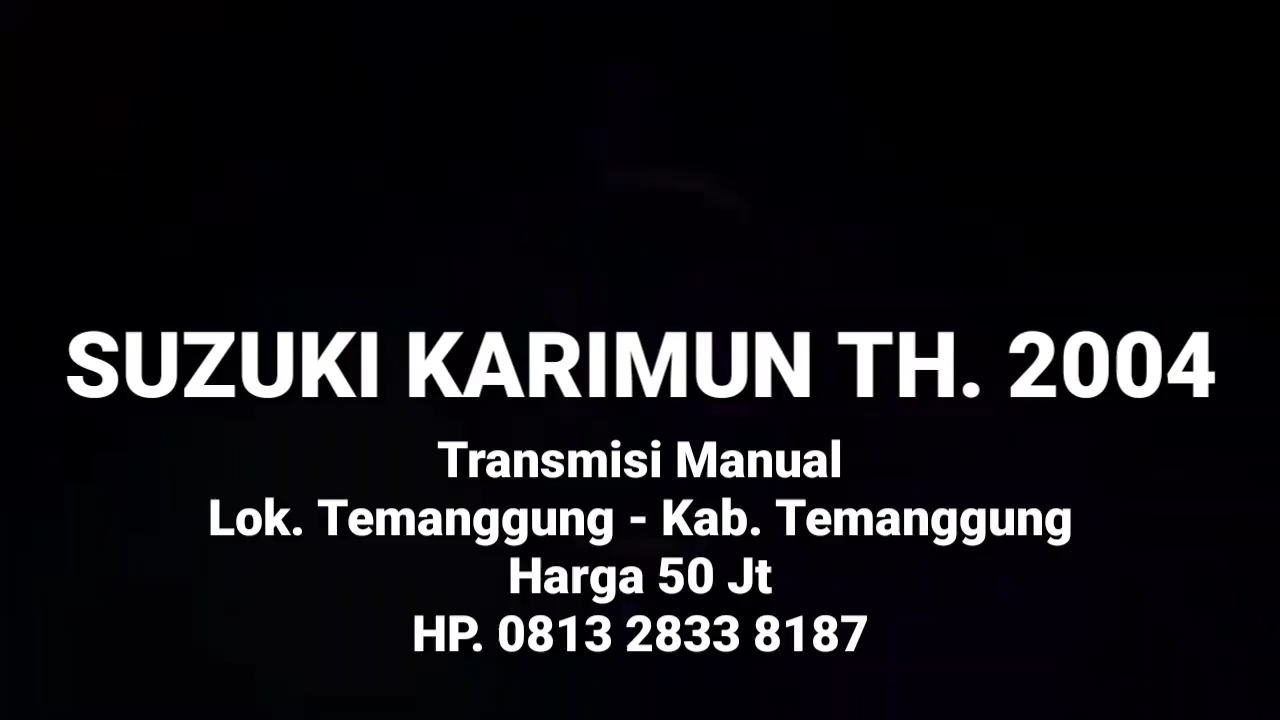 SUZUKI KARIMUN TH. 2004
Transmisi Manual
Lok. Temanggung - Kab. Temanggung
Harga 50 Jt
HP. 0813 2833 8187